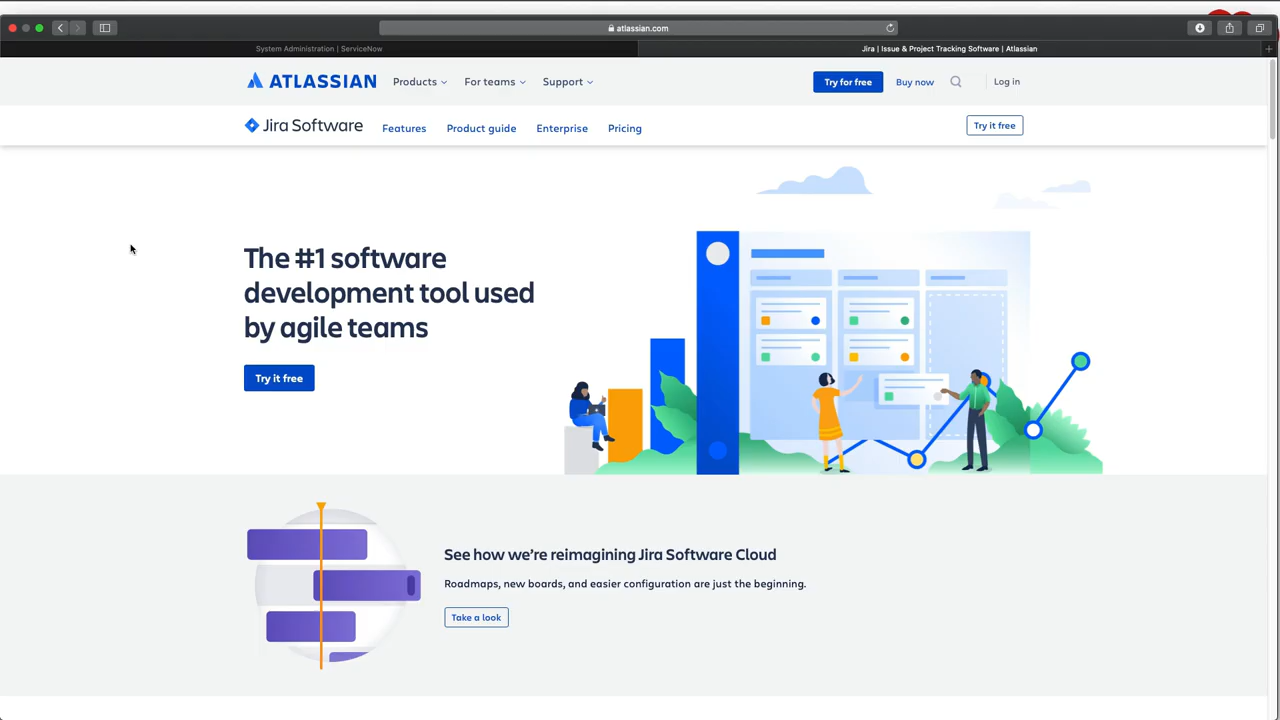 atlassian.com
System Administration | ServiceNow
Jira | Issue & Project Tracking Software | Atlassian
ATLASSIAN Products For teams Support Try for free Buy now Log in
Jira Software Features Product guide Enterprise Pricing Try it free
The #1 software
development tool used
by agile teams
Try it free
See how we're reimagining Jira Software Cloud
Roadmaps, new boards, and easier configuration are just the beginning.
Take a look